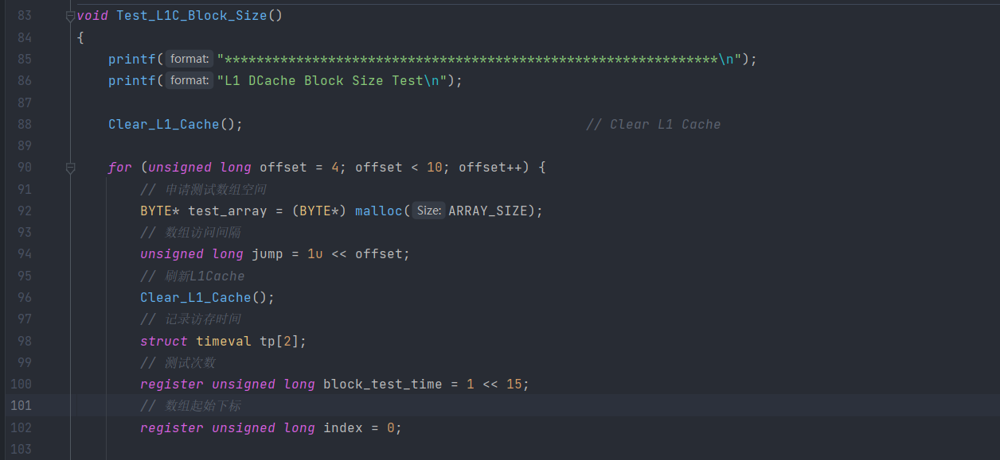 83 void Test_L1C_Block_Size()
84 {
85 printf( format: "**************************************************************\n");
86 printf( format: "L1 DCache Block Size Test\n");
87
88 Clear_L1_Cache(); // Clear L1 Cache
89
90 for (unsigned long offset = 4; offset < 10; offset++) {
91 // 申请测试数组空间
92 BYTE* test_array = (BYTE*) malloc( Size: ARRAY_SIZE);
93 // 数组访问间隔
94 unsigned long jump = 1u << offset;
95 // 刷新L1Cache
96 Clear_L1_Cache();
97 // 记录访存时间
98 struct timeval tp[2];
99 // 测试次数
100 register unsigned long block_test_time = 1 << 15;
101 // 数组起始下标
102 register unsigned long index = 0;
103